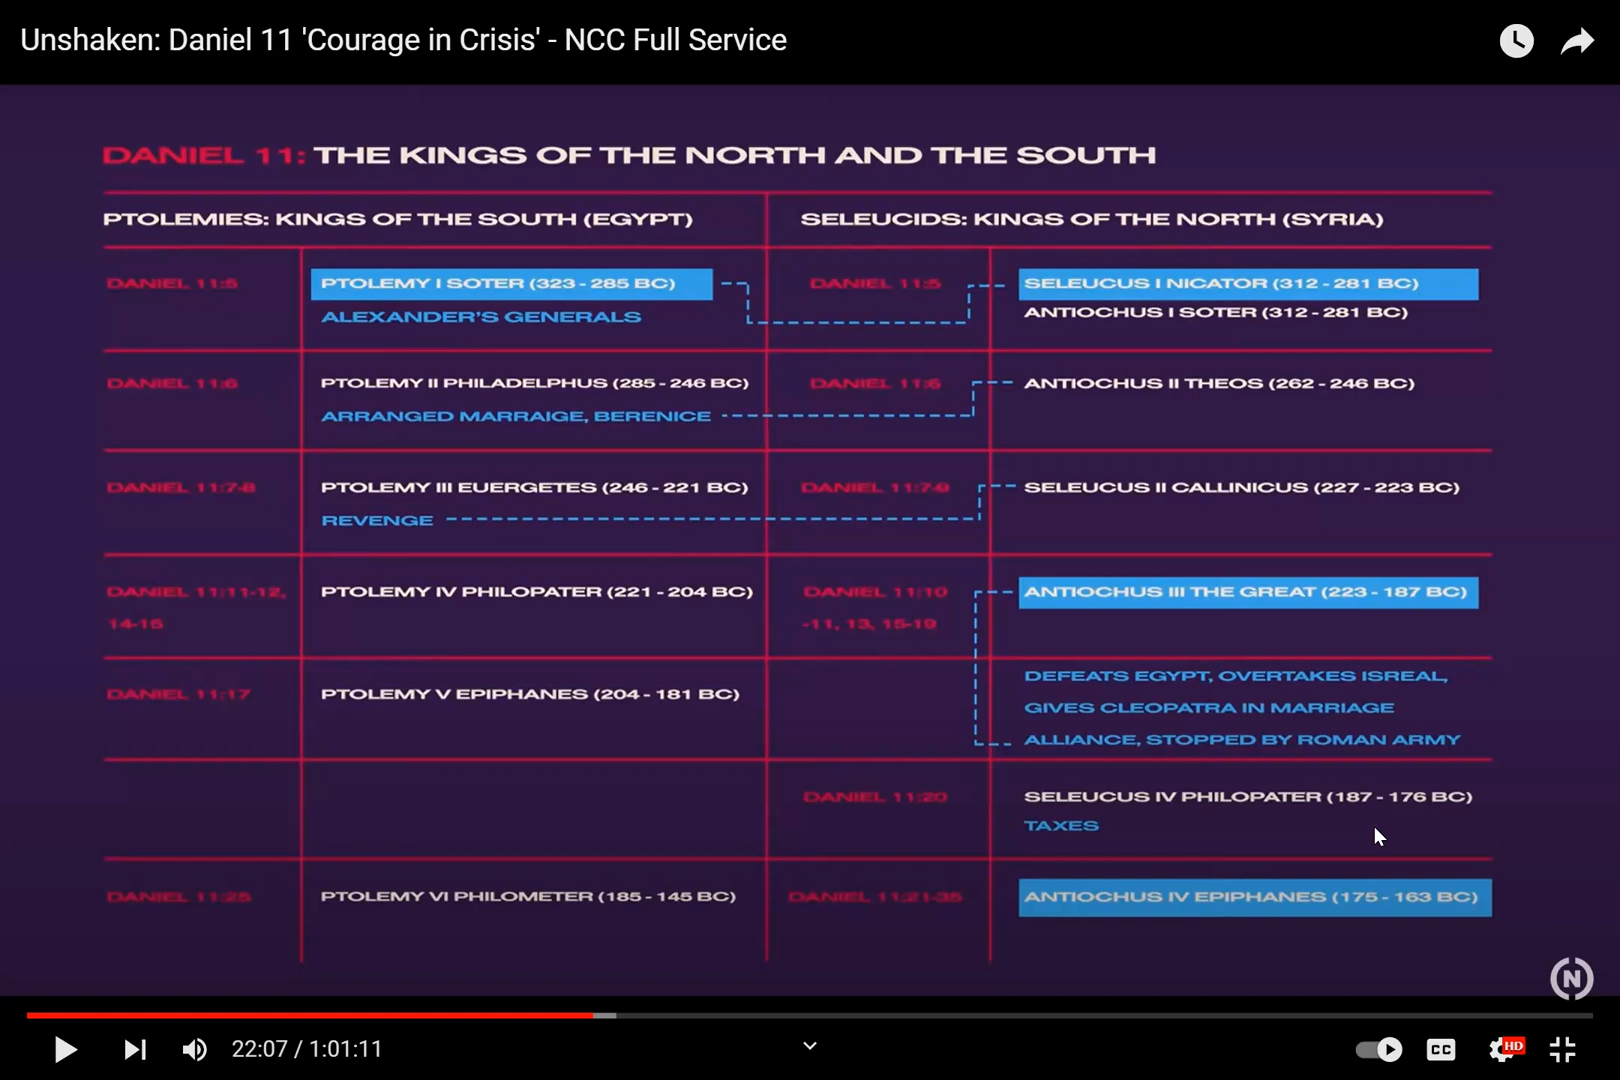 Unshaken: Daniel 11 'Courage in Crisis' - NCC Full Service
DANIEL 11: THE KINGS OF THE NORTH AND THE SOUTH
PTOLEMIES: KINGS OF THE SOUTH (EGYPT)
SELEUCIDS: KINGS OF THE NORTH (SYRIA)
DANIEL 11:5
PTOLEMY I SOTER (323 - 285 BC)
ALEXANDER'S GENERALS
DANIEL 11:5
SELEUCUS I NICATOR (312 - 281 BC)
ANTIOCHUS I SOTER (312 - 281 BC)
DANIEL 11:6
PTOLEMY II PHILADELPHUS (285 - 246 BC)
ARRANGED MARRAIGE, BERENICE
DANIEL 11:6
ANTIOCHUS II THEOS (262 - 246 BC)
DANIEL 11:7-8
PTOLEMY III EUERGETES (246 - 221 BC)
REVENGE
DANIEL 11:7-9
SELEUCUS II CALLINICUS (227 - 223 BC)
DANIEL 11:11-12,
14-15
PTOLEMY IV PHILOPATER (221 - 204 BC)
DANIEL 11:10
-11, 13, 15-19
ANTIOCHUS III THE GREAT (223 - 187 BC)
DANIEL 11:17
PTOLEMY V EPIPHANES (204 - 181 BC)
DEFEATS EGYPT, OVERTAKES ISREAL,
GIVES CLEOPATRA IN MARRIAGE
ALLIANCE, STOPPED BY ROMAN ARMY
DANIEL 11:20
SELEUCUS IV PHILOPATER (187 - 176 BC)
TAXES
DANIEL 11:25
PTOLEMY VI PHILOMETER (185 - 145 BC)
DANIEL 11:21-35
ANTIOCHUS IV EPIPHANES (175 - 163 BC)
N
22:07 / 1:01:11
CC
HD